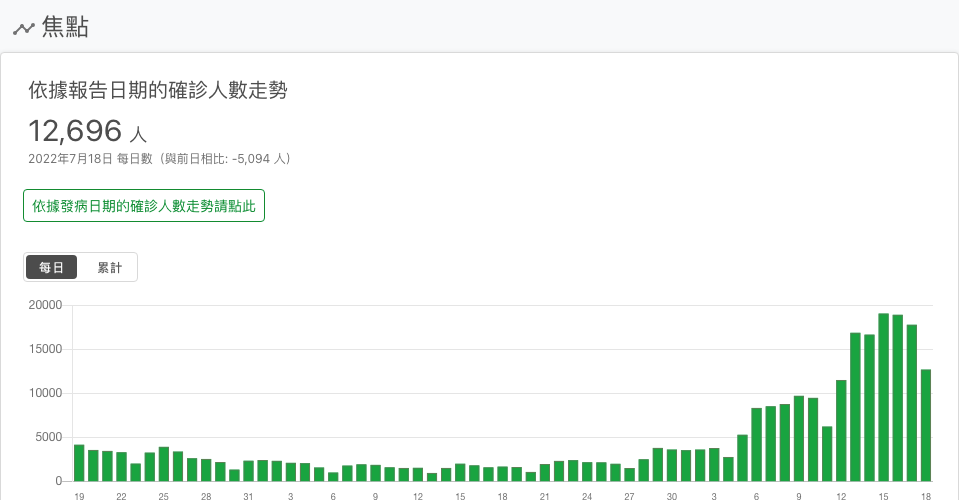 焦點
依據報告日期的確診人數走勢
12,696 人
2022年7月18日 每日數（與前日相比: -5,094 人）
依據發病日期的確診人數走勢請點此
每日 累計
20000
15000
10000
5000
0
19 22 25 28 31 3 6 9 12 15 18 21 24 27 30 3 6 9 12 15 18